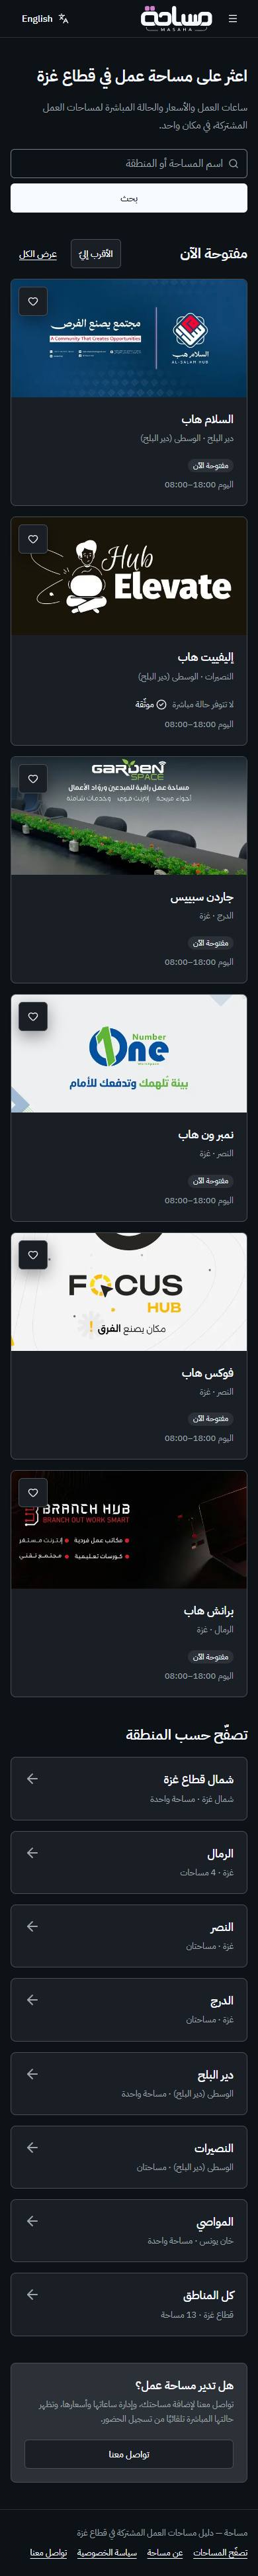 مساحة
MASAHA
English
اعثر على مساحة عمل في قطاع غزة
ساعات العمل والأسعار والحالة المباشرة لمساحات العمل
المشتركة، في مكان واحد.
اسم المساحة أو المنطقة
بحث
مفتوحة الآن
الأقرب إليّ
عرض الكل
السلام هاب
AL-SALAM HUB
مجتمع يصنع الفرص
A Community That Creates Opportunities
السلام هاب
دير البلح · الوسطى (دير البلح)
مفتوحة الآن
اليوم 18:00–08:00
Hub
Elevate
إليفييت هاب
النصيرات · الوسطى (دير البلح)
لا تتوفر حالة مباشرة
موثّقة
اليوم 18:00–08:00
GARDEN
SPACE
مساحة عمل راقية للمبدعين ورواد الأعمال
أجواء مريحة
إنترنت قوي
وخدمات شاملة
جاردن سبييس
الدرج · غزة
مفتوحة الآن
اليوم 18:00–08:00
Number
One
بيئة تُلهمك وتدفعك للأمام
نمبر ون هاب
النصر · غزة
مفتوحة الآن
اليوم 18:00–08:00
FOCUS
HUB
مكان يصنع الفرق !
فوكس هاب
النصر · غزة
مفتوحة الآن
اليوم 18:00–08:00
BRANCH HUB
BRANCH OUT WORK SMART
مكاتب عمل فردية
إنترنت مستقر
كورسات تعليمية
مجتمع تقني
برانش هاب
الرمال · غزة
مفتوحة الآن
اليوم 18:00–08:00
تصفّح حسب المنطقة
شمال قطاع غزة
شمال غزة · مساحة واحدة
الرمال
غزة · 4 مساحات
النصر
غزة · مساحتان
الدرج
غزة · مساحتان
دير البلح
الوسطى (دير البلح) · مساحة واحدة
النصيرات
الوسطى (دير البلح) · مساحتان
المواصي
خان يونس · مساحة واحدة
كل المناطق
قطاع غزة · 13 مساحة
هل تدير مساحة عمل؟
تواصل معنا لإضافة مساحتك، وإدارة ساعاتها وأسعارها، وتظهر
حالتها المباشرة تلقائيًا من تسجيل الحضور.
تواصل معنا
مساحة — دليل مساحات العمل المشتركة في قطاع غزة
تصفّح المساحات
عن مساحة
سياسة الخصوصية
تواصل معنا